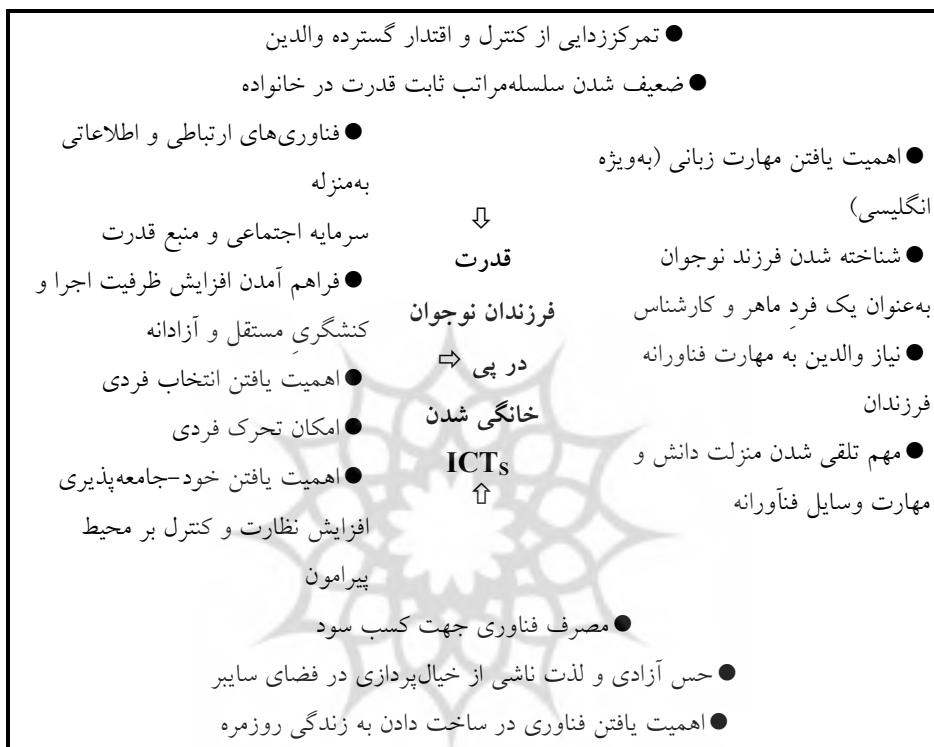 ● تمرکززدایی از کنترل و اقتدار گسترده والدین
● ضعیف شدن سلسله‌مراتب ثابت قدرت در خانواده
● اهمیت یافتن مهارت زبانی (به‌ویژه
انگلیسی)
● شناخته شدن فرزند نوجوان
به‌عنوان یک فردِ ماهر و کارشناس
● نیاز والدین به مهارت فناورانه
فرزندان
● مهم تلقی شدن منزلت دانش و
مهارت وسایل فنآورانه
⇩
قدرت
فرزندان نوجوان
در پی ⇨
خانگی شدن
ICTs
⇧
● فناوری‌های ارتباطی و اطلاعاتی
به‌منزله
سرمایه اجتماعی و منبع قدرت
● فراهم آمدن افزایش ظرفیت اجرا و
کنشگریِ مستقل و آزادانه
● اهمیت یافتن انتخاب فردی
● امکان تحرک فردی
● اهمیت یافتن خود-جامعه‌پذیری
افزایش نظارت و کنترل بر محیط
پیرامون
● مصرف فناوری جهت کسب سود
● حس آزادی و لذت ناشی از خیال‌پردازی در فضای سایبر
● اهمیت یافتن فناوری در ساخت دادن به زندگی روزمره